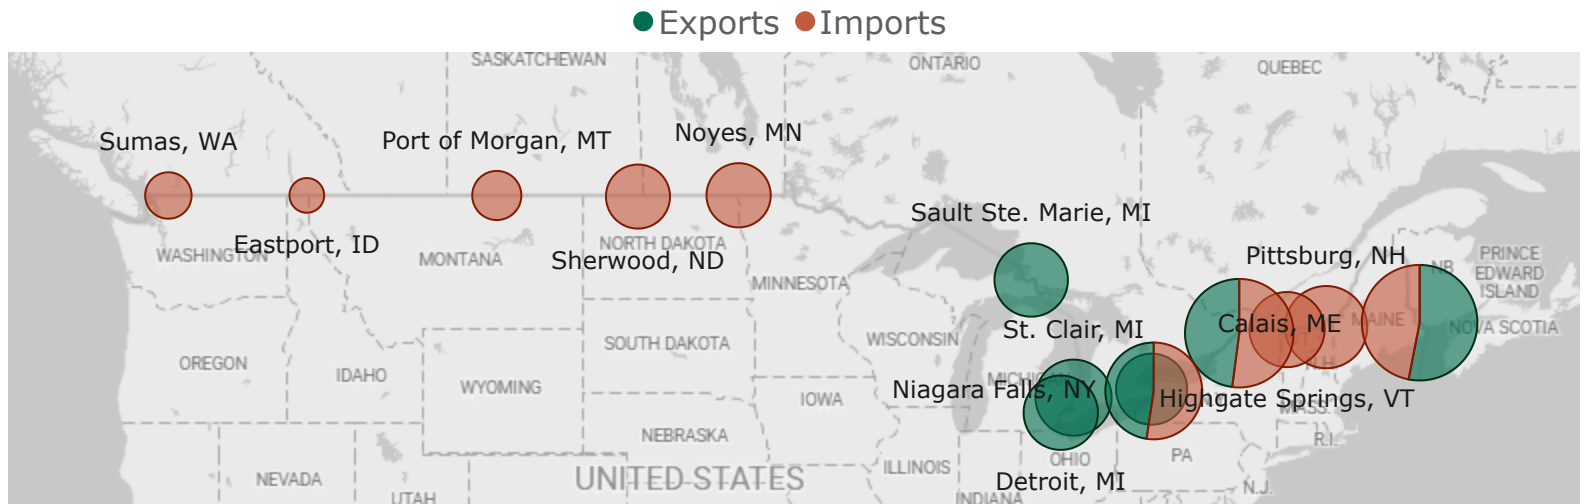 Exports Imports
SASKATCHEWAN
ONTARIO
QUEBEC
Sumas, WA
Port of Morgan, MT
Noyes, MN
Sault Ste. Marie, MI
Eastport, ID
WASHINGTON
MONTANA
NORTH DAKOTA
Sherwood, ND
MINNESOTA
Pittsburg, NH
NB
PRINCE
EDWARD
ISLAND
St. Clair, MI
Calais, ME
MAINE
NOVA SCOTIA
WISCONSIN
SOUTH DAKOTA
OREGON
IDAHO
WYOMING
MICHIGAN
Niagara Falls, NY
N.H.
NY
Highgate Springs, VT
MASS.
IOWA
NEBRASKA
R.I.
PA
OHIO
ILLINOIS
NEVADA
UNITED STATES
Detroit, MI
N.J.
UTAH
INDIANA